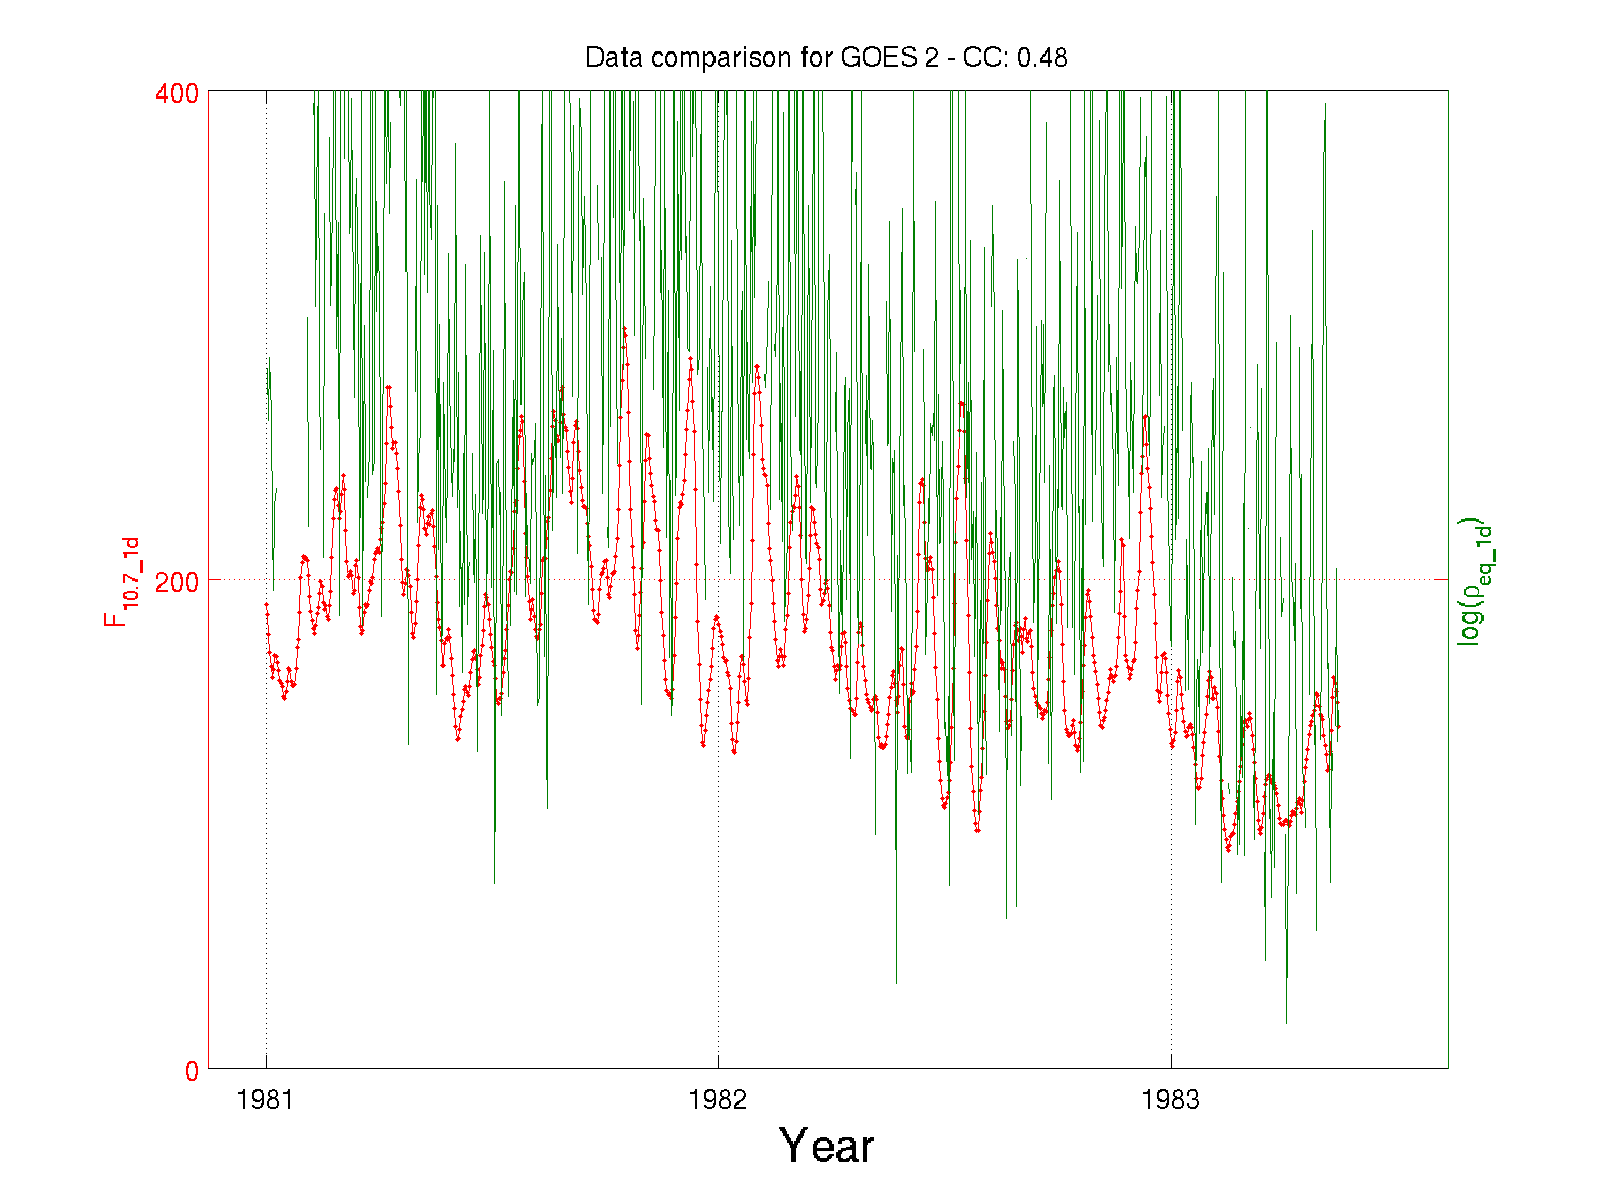 Data comparison for GOES 2 - CC: 0.48
400
200
0
F10.7_1d
log(ρeq_1d)
1981
1982
1983
Year